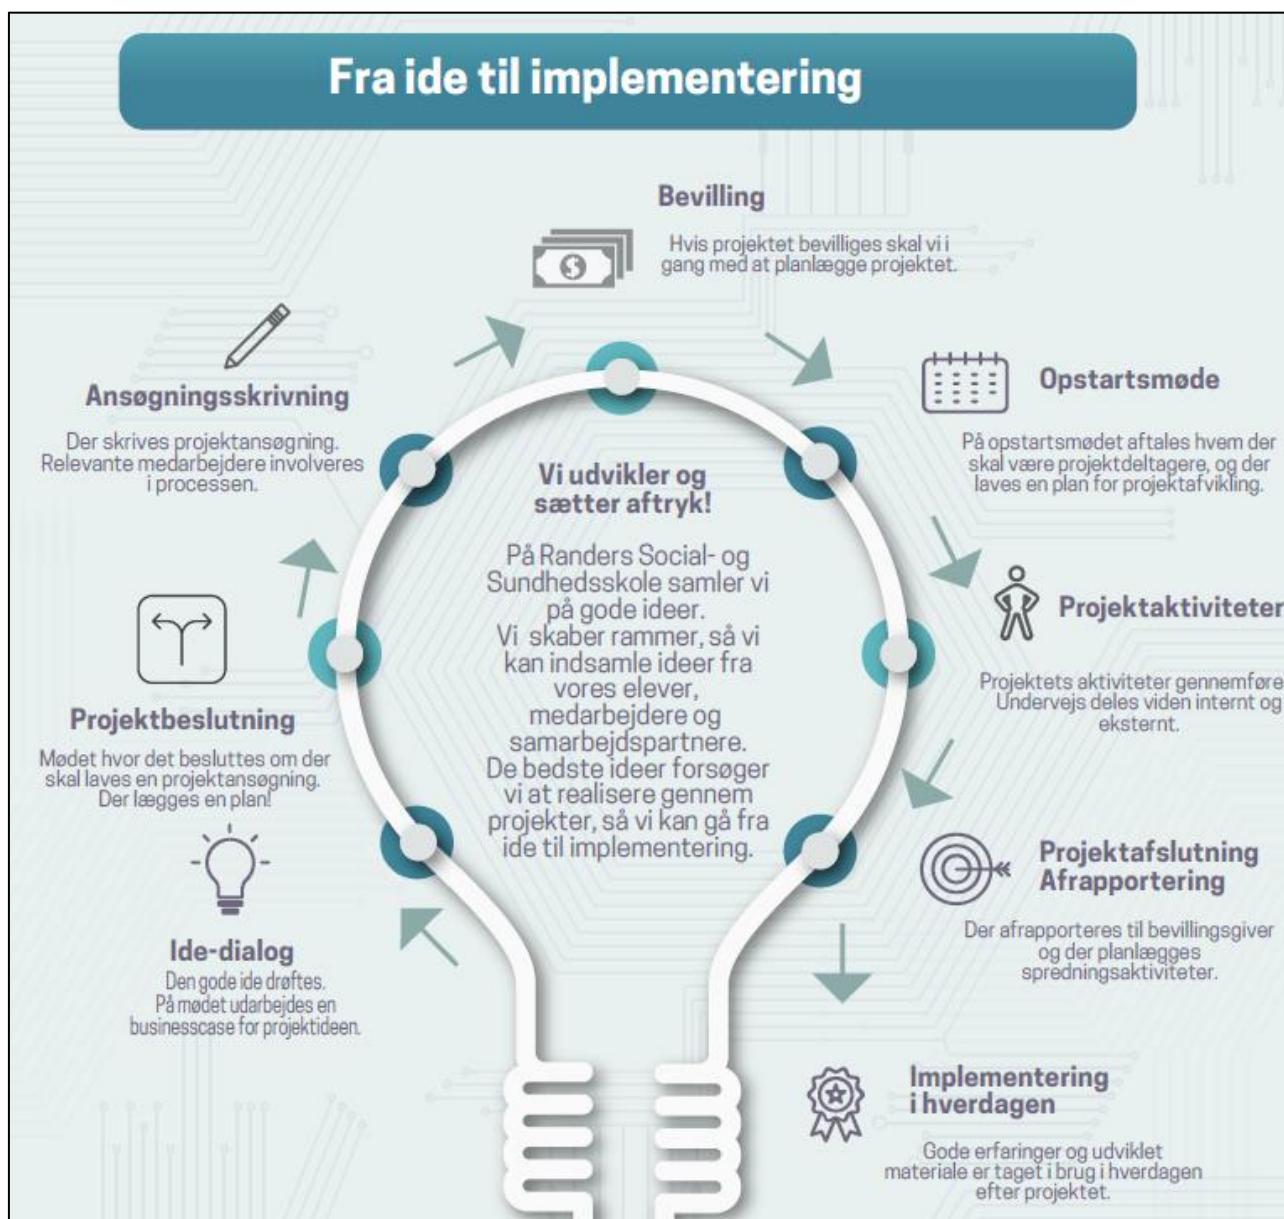 Fra ide til implementering
Bevilling
Hvis projektet bevilliges skal vi i
gang med at planlægge projektet.
Ansøgningsskrivning
Der skrives projektansøgning.
Relevante medarbejdere involveres
i processen.
Opstartsmøde
På opstartsmødet aftales hvem der
skal være projektdeltagere, og der
laves en plan for projektafvikling.
Vi udvikler og
sætter aftryk!
På Randers Social- og
Sundhedsskole samler vi
på gode ideer.
Vi skaber rammer, så vi
kan indsamle ideer fra
vores elever,
medarbejdere og
samarbejdspartnere.
De bedste ideer forsøger
vi at realisere gennem
projekter, så vi kan gå fra
ide til implementering.
Projektbeslutning
Mødet hvor det besluttes om der
skal laves en projektansøgning.
Der lægges en plan!
Projektaktiviteter
Projektets aktiviteter gennemføre
Undervejs deles viden internt og
eksternt.
Ide-dialog
Den gode ide drøftes.
På mødet udarbejdes en
businesscase for projektideen.
Projektafslutning
Afrapportering
Der afrapporteres til bevillingsgiver
og der planlægges
spredningsaktiviteter.
Implementering
i hverdagen
Gode erfaringer og udviklet
materiale er taget i brug i hverdagen
efter projektet.